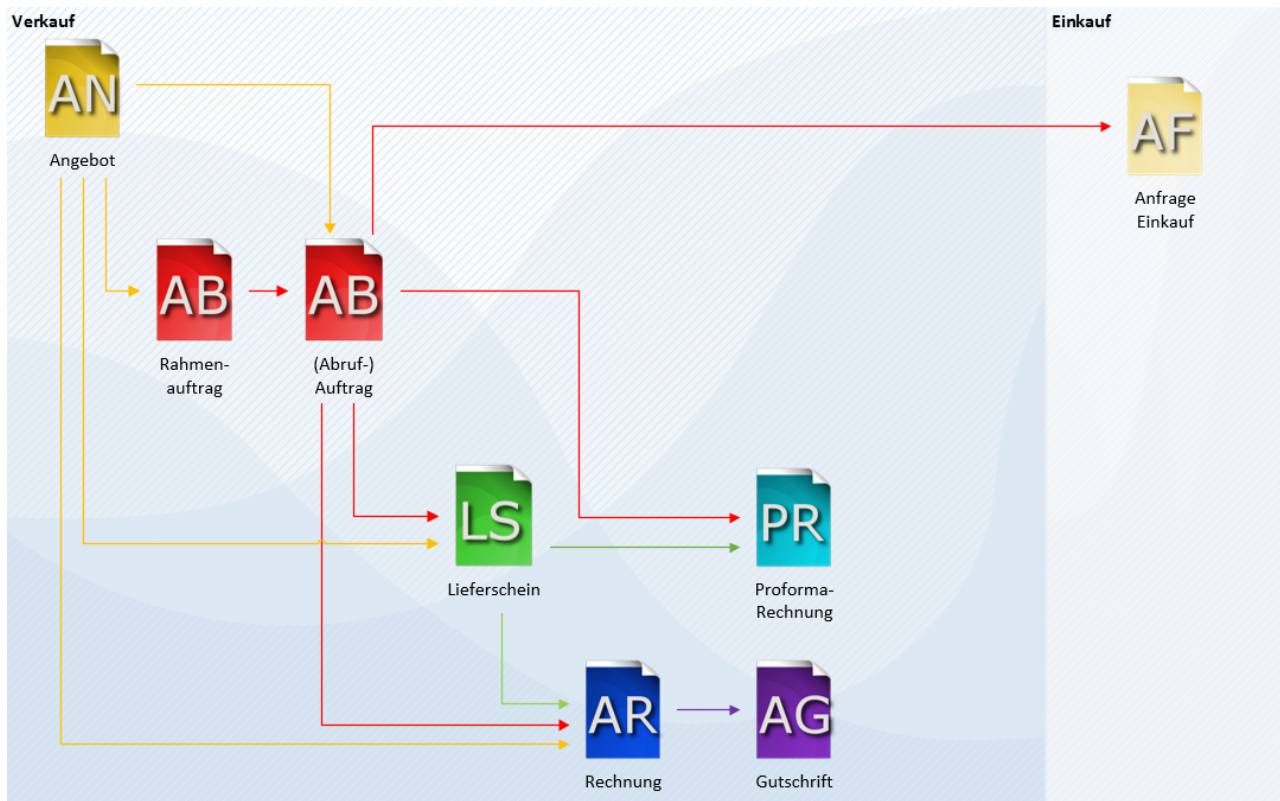 Verkauf
Einkauf
AN
Angebot
AF
Anfrage
Einkauf
AB
Rahmen-
auftrag
AB
(Abruf-)
Auftrag
LS
Lieferschein
PR
Proforma-
Rechnung
AR
Rechnung
AG
Gutschrift